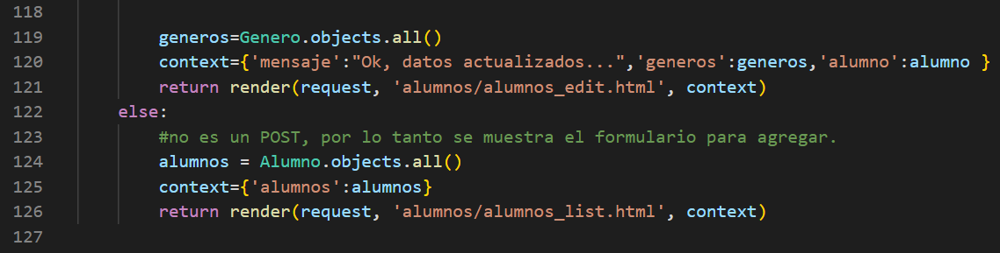 118
119 generos=Genero.objects.all()
120 context={'mensaje':"Ok, datos actualizados...",'generos':generos,'alumno':alumno }
121 return render(request, 'alumnos/alumnos_edit.html', context)
122 else:
123 #no es un POST, por lo tanto se muestra el formulario para agregar.
124 alumnos = Alumno.objects.all()
125 context={'alumnos':alumnos}
126 return render(request, 'alumnos/alumnos_list.html', context)
127